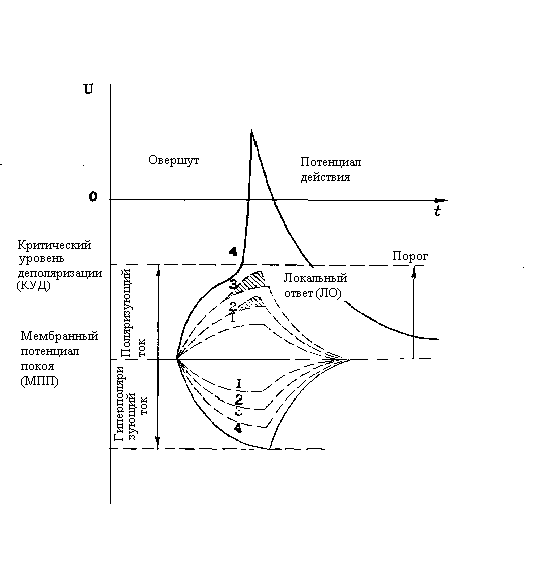 U
Овершут
Потенциал
действия
0
t
Критический
уровень
деполяризации
(КУД)
4
Порог
3
Локальный
ответ (ЛО)
2
1
Поляризующий
ток
Мембранный
потенциал
покоя
(МПП)
1
2
3
4
Гиперполяри
зующий
ток